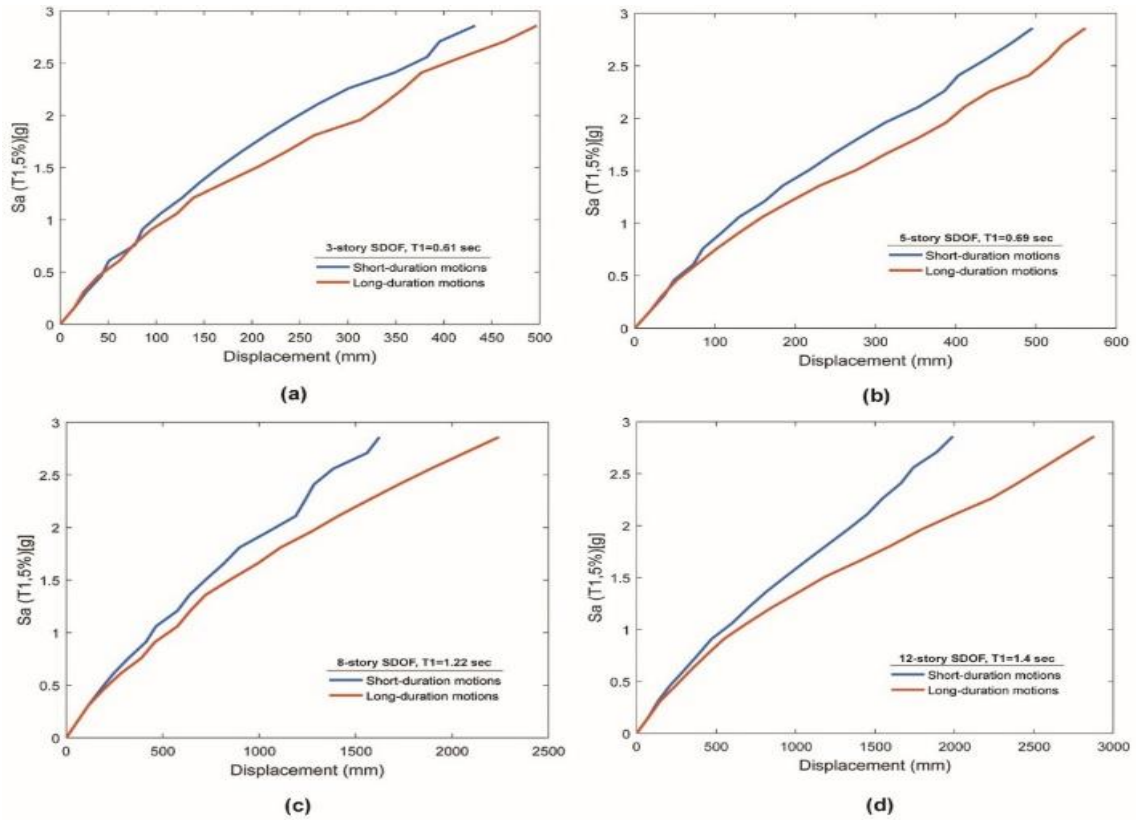 3
2.5
2
1.5
1
0.5
0
Sa (T1,5%)[g]
3-story SDOF, T1=0.61 sec
Short-duration motions
Long-duration motions
0 50 100 150 200 250 300 350 400 450 500
Displacement (mm)
(a)
3
2.5
2
1.5
1
0.5
0
Sa (T1,5%)[g]
5-story SDOF, T1=0.69 sec
Short-duration motions
Long-duration motions
0 100 200 300 400 500 600
Displacement (mm)
(b)
3
2.5
2
1.5
1
0.5
0
Sa (T1,5%)[g]
8-story SDOF, T1=1.22 sec
Short-duration motions
Long-duration motions
0 500 1000 1500 2000 2500
Displacement (mm)
(c)
3
2.5
2
1.5
1
0.5
0
Sa (T1,5%)[g]
12-story SDOF, T1=1.4 sec
Short-duration motions
Long-duration motions
0 500 1000 1500 2000 2500 3000
Displacement (mm)
(d)